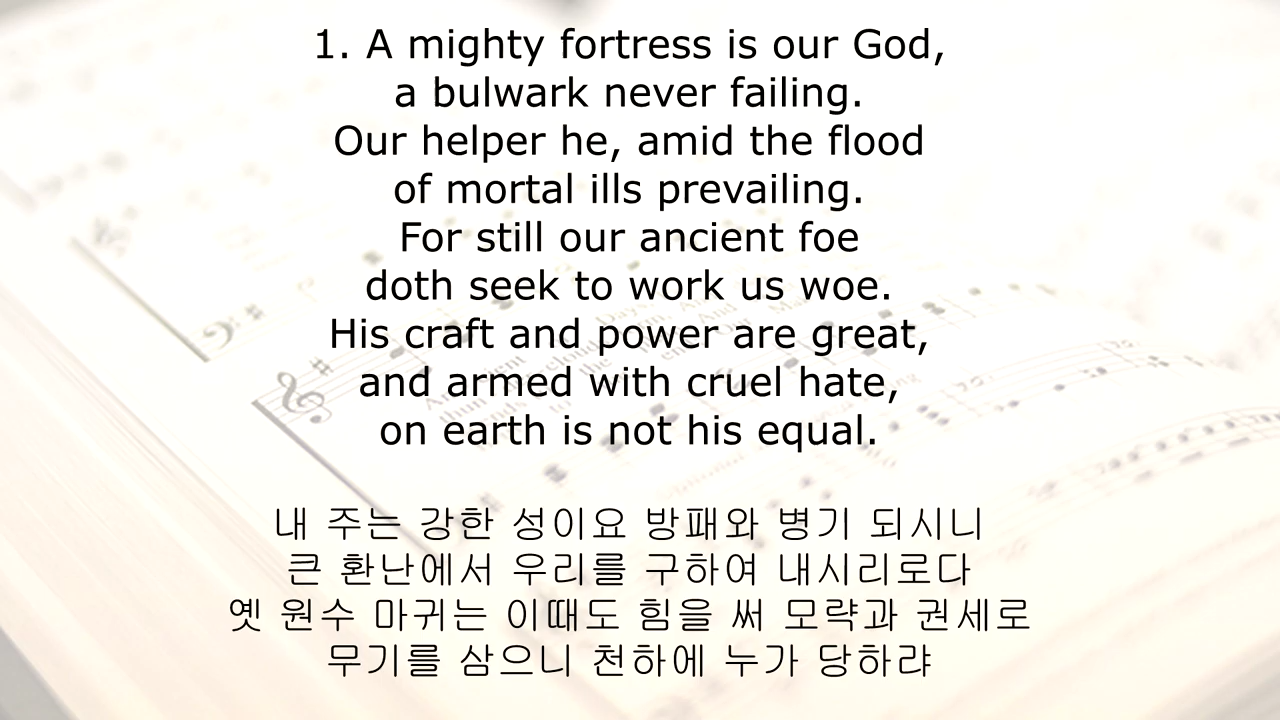 1. A mighty fortress is our God,
a bulwark never failing.
Our helper he, amid the flood
of mortal ills prevailing.
For still our ancient foe
doth seek to work us woe.
His craft and power are great,
and armed with cruel hate,
on earth is not his equal.
내 주는 강한 성이요 방패와 병기 되시니
큰 환난에서 우리를 구하여 내시리로다
옛 원수 마귀는 이때도 힘을 써 모략과 권세로
무기를 삼으니 천하에 누가 당하랴